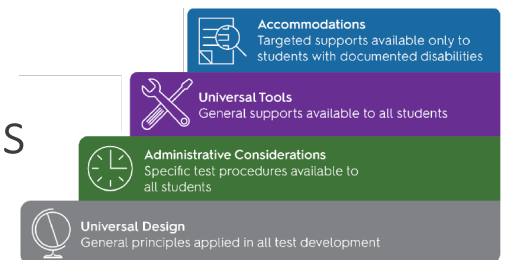 Accommodations
Targeted supports available only to
students with documented disabilities
Universal Tools
General supports available to all students
s
Administrative Considerations
Specific test procedures available to
all students
Universal Design
General principles applied in all test development